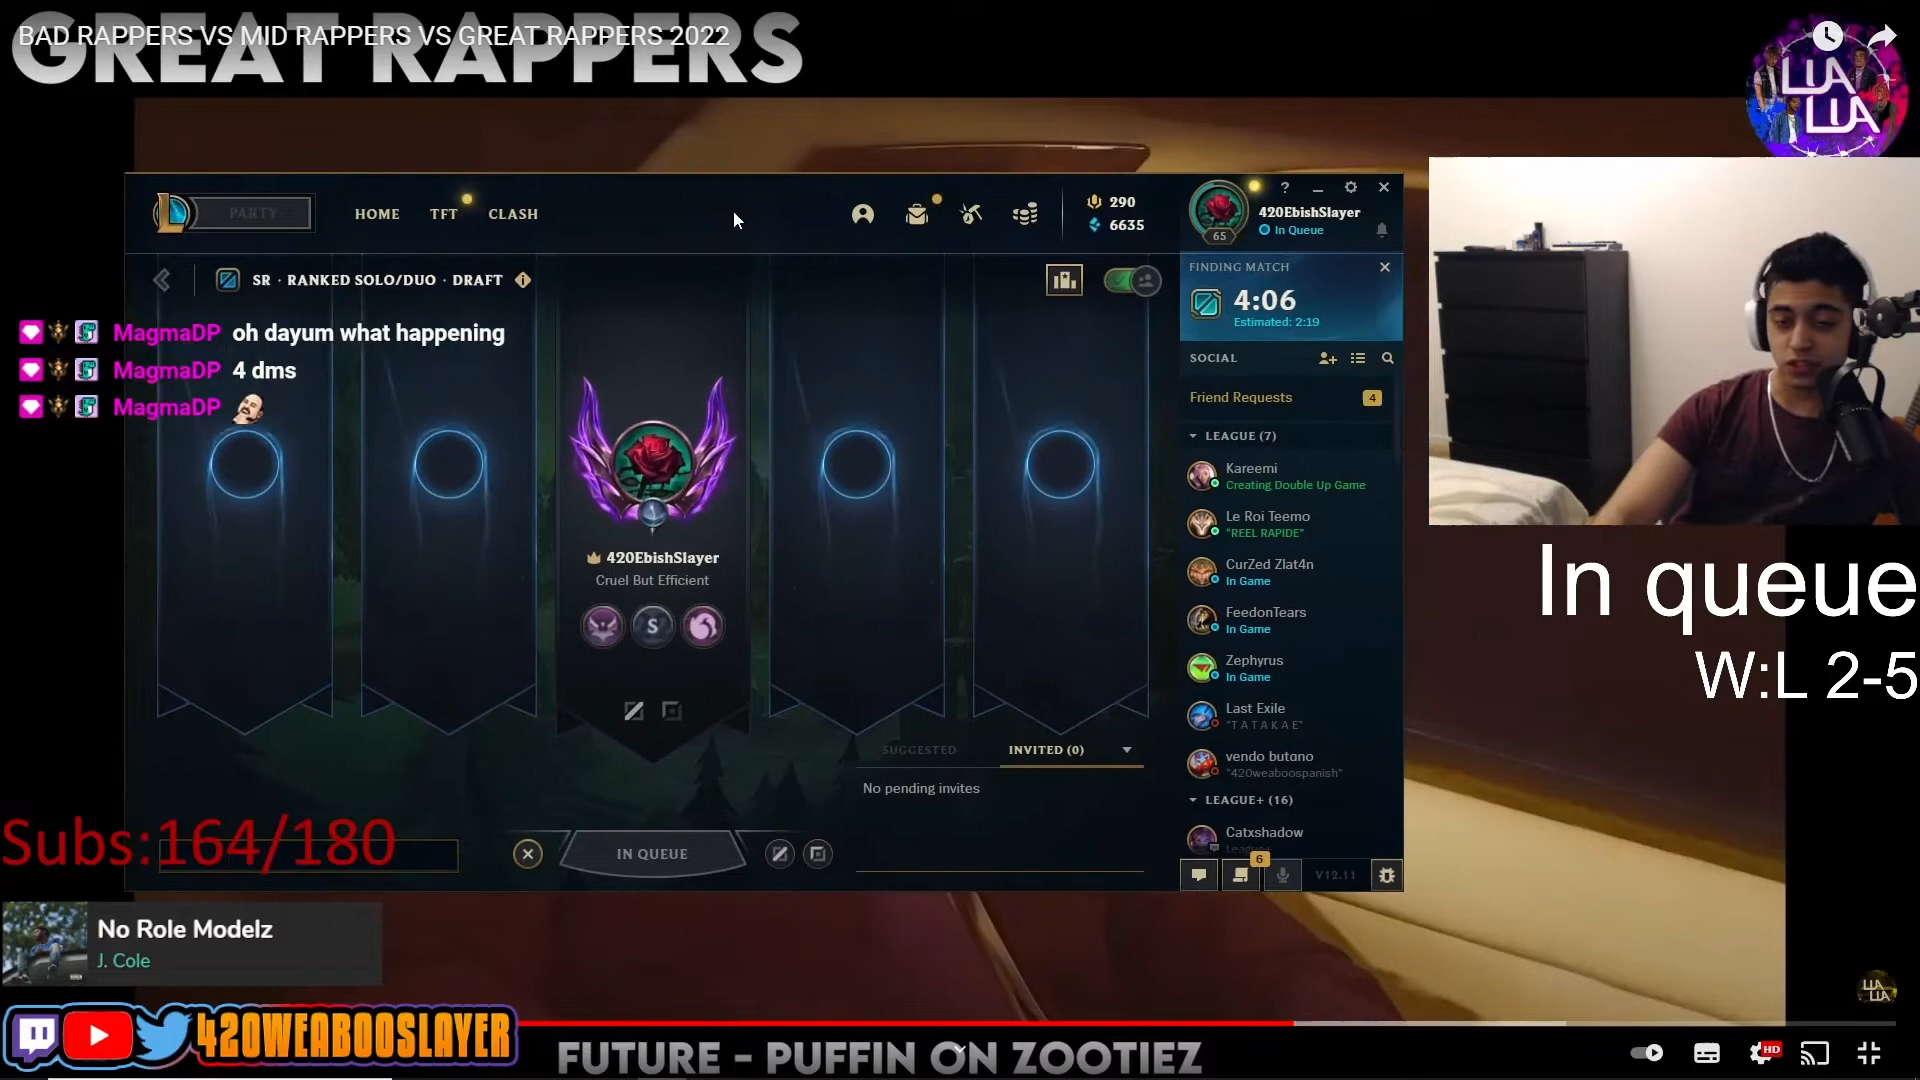 GREAT RAPPERS
BAD RAPPERS VS MID RAPPERS VS GREAT RAPPERS 2022
LUA
LUA
PARTY
HOME
TFT
CLASH
290
6635
65
420EbishSlayer
In Queue
SR · RANKED SOLO/DUO · DRAFT
FINDING MATCH
4:06
Estimated: 2:19
MagmaDP oh dayum what happening
MagmaDP 4 dms
MagmaDP
SOCIAL
Friend Requests
4
LEAGUE (7)
Kareemi
Creating Double Up Game
Le Roi Teemo
"REEL RAPIDE"
CurZed Zlat4n
In Game
FeedonTears
In Game
Zephyrus
In Game
Last Exile
"T A T A K A E"
vendo butano
"420weaboospanish"
LEAGUE+ (16)
Catxshadow
League+
420EbishSlayer
Cruel But Efficient
S
SUGGESTED
INVITED (0)
No pending invites
IN QUEUE
6
V12.11
In queue
W:L 2-5
Subs:164/180
No Role Modelz
J. Cole
LUA
LUA
420WEABOOSLAYER
FUTURE - PUFFIN ON ZOOTIEZ
HD